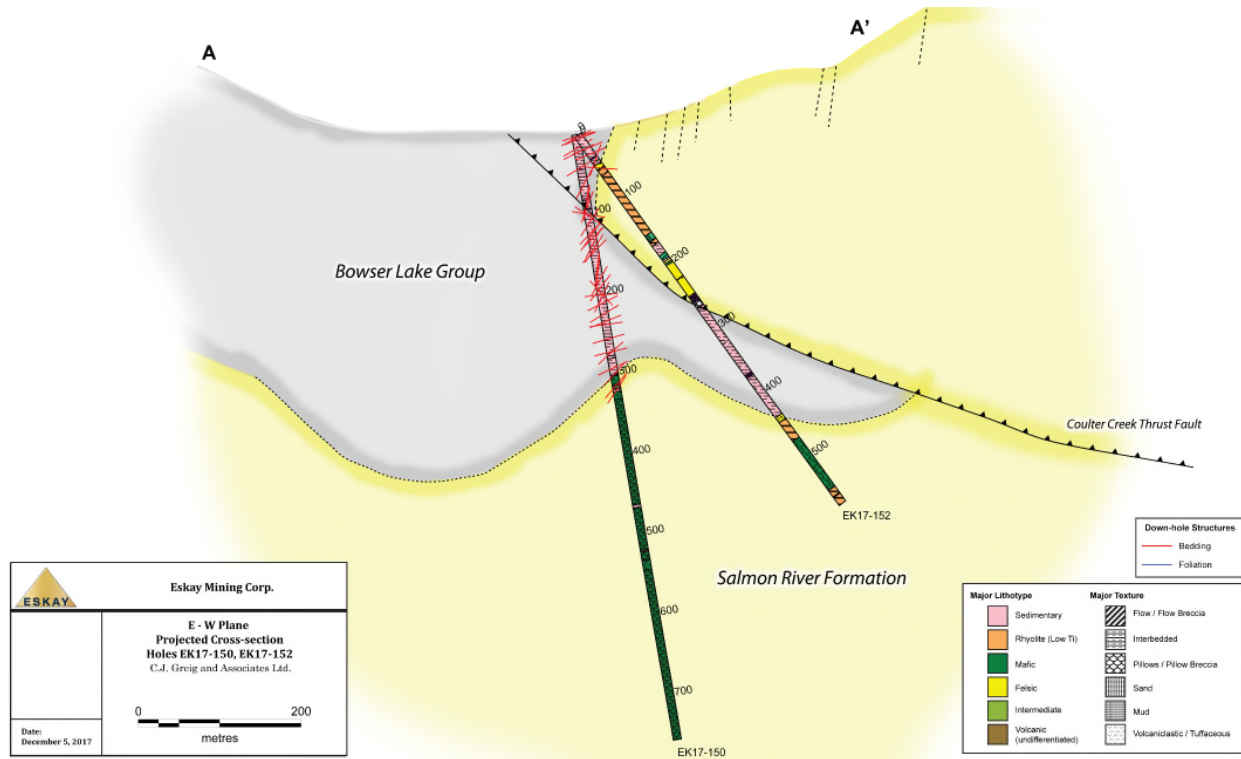 A
A'
0
100
100
200
200
300
300
400
400
500
500
600
700
Bowser Lake Group
Coulter Creek Thrust Fault
EK17-152
Salmon River Formation
EK17-150
ESKAY
Eskay Mining Corp.
E - W Plane
Projected Cross-section
Holes EK17-150, EK17-152
C.J. Greig and Associates Ltd.
0 200
metres
Date:
December 5, 2017
Down-hole Structures
Bedding
Foliation
Major Lithotype
Sedimentary
Rhyolite (Low Ti)
Mafic
Felsic
Intermediate
Volcanic
(undifferentiated)
Major Texture
Flow / Flow Breccia
Interbedded
Pillows / Pillow Breccia
Sand
Mud
Volcaniclastic / Tuffaceous